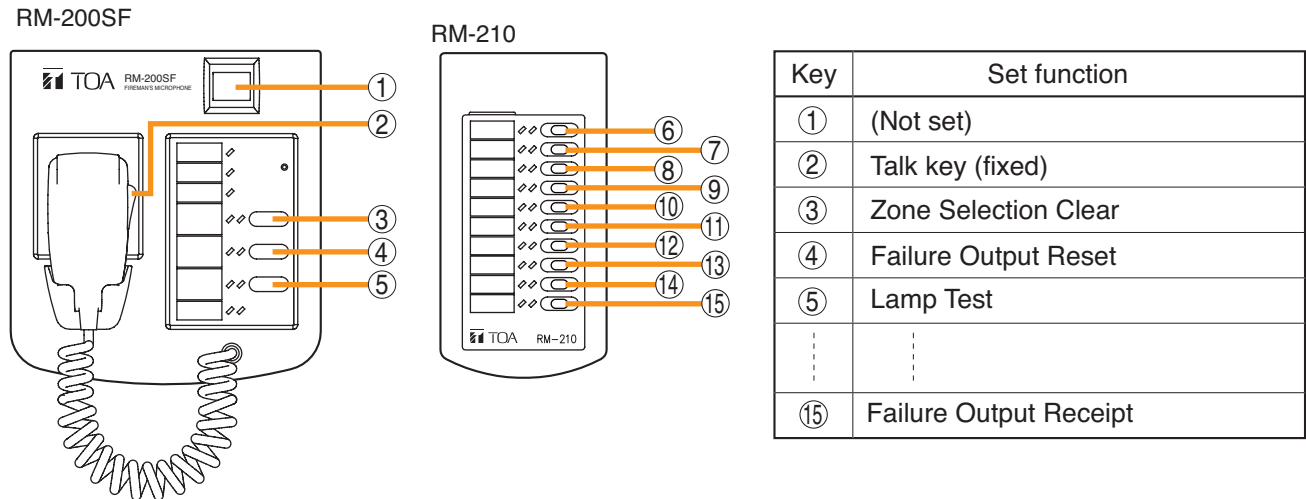 RM-200SF
TOA RM-200SF
FIREMAN'S MICROPHONE
①
②
③
④
⑤
RM-210
⑥
⑦
⑧
⑨
⑩
⑪
⑫
⑬
⑭
⑮
TOA RM-210
Key Set function
① (Not set)
② Talk key (fixed)
③ Zone Selection Clear
④ Failure Output Reset
⑤ Lamp Test
⑮ Failure Output Receipt